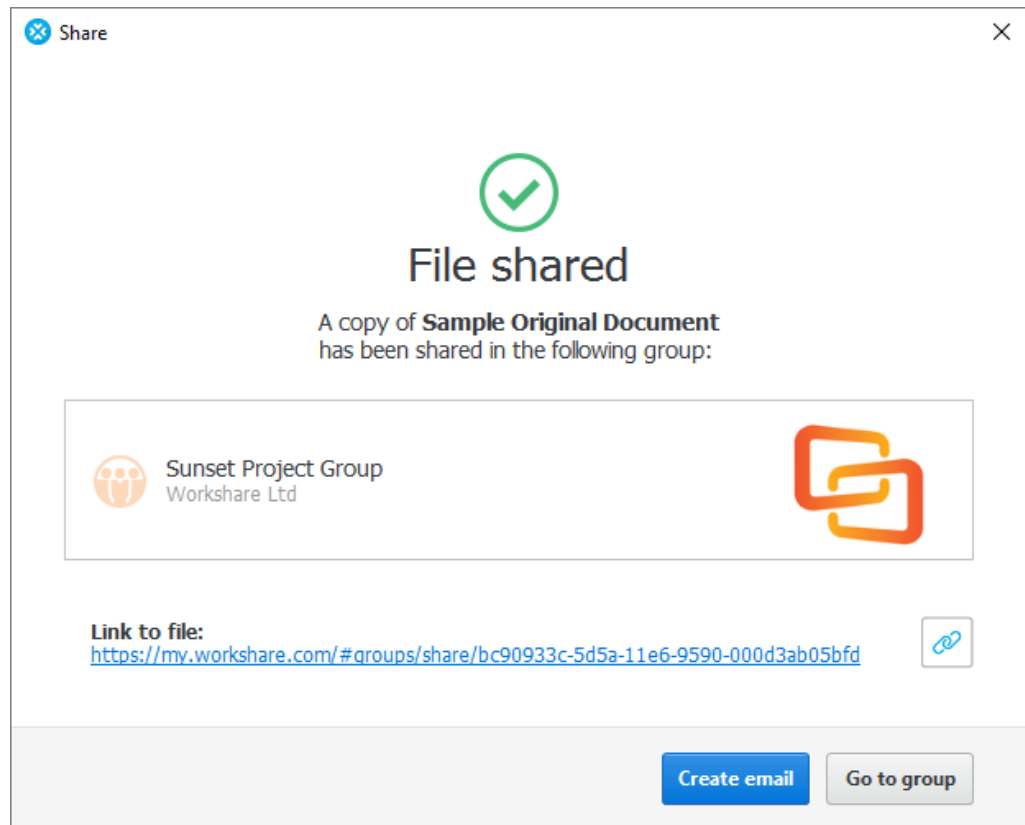 Share
File shared
A copy of Sample Original Document
has been shared in the following group:
Sunset Project Group
Workshare Ltd
Link to file:
https://my.workshare.com/#groups/share/bc90933c-5d5a-11e6-9590-000d3ab05bfd
Create email
Go to group